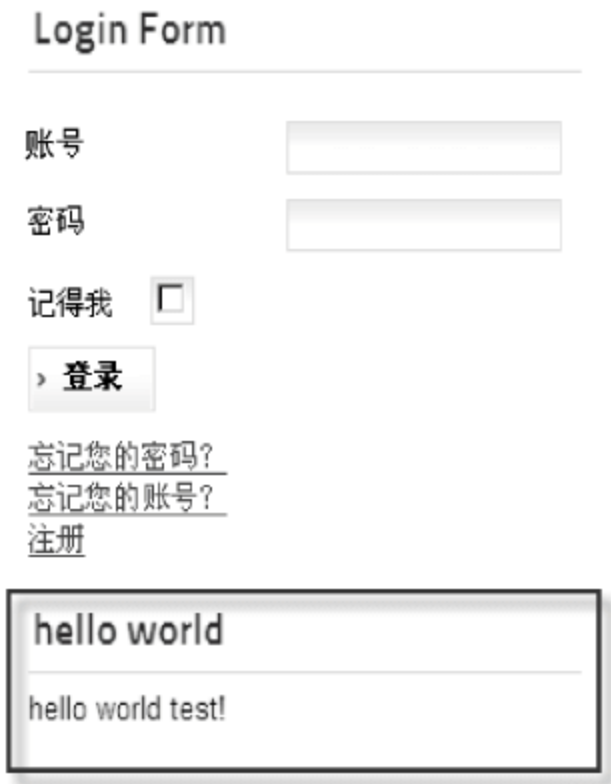 Login Form
账号
密码
记得我
› 登录
忘记您的密码？
忘记您的账号？
注册
hello world
hello world test!